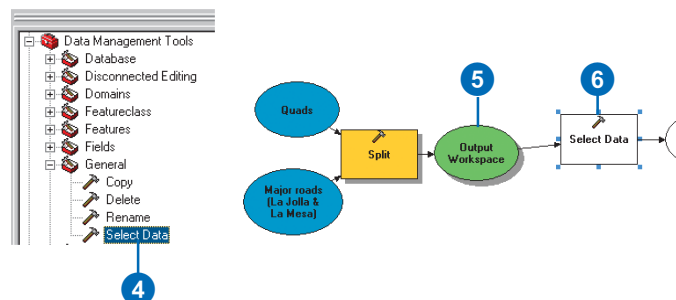 Data Management Tools
Database
Disconnected Editing
Domains
Featureclass
Features
Fields
General
Copy
Delete
Rename
Select Data
4
5
6
Quads
Split
Output
Workspace
Select Data
Major roads
(La Jolla &
La Mesa)